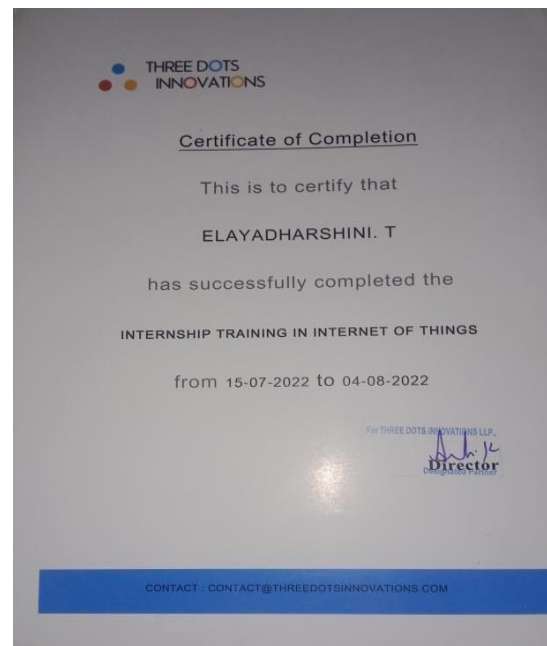 THREE DOTS
INNOVATIONS
Certificate of Completion
This is to certify that
ELAYADHARSHINI. T
has successfully completed the
INTERNSHIP TRAINING IN INTERNET OF THINGS
from 15-07-2022 to 04-08-2022
For THREE DOTS INNOVATIONS LLP.,
Director
Designated Partner
CONTACT : CONTACT@THREEDOTSINNOVATIONS.COM